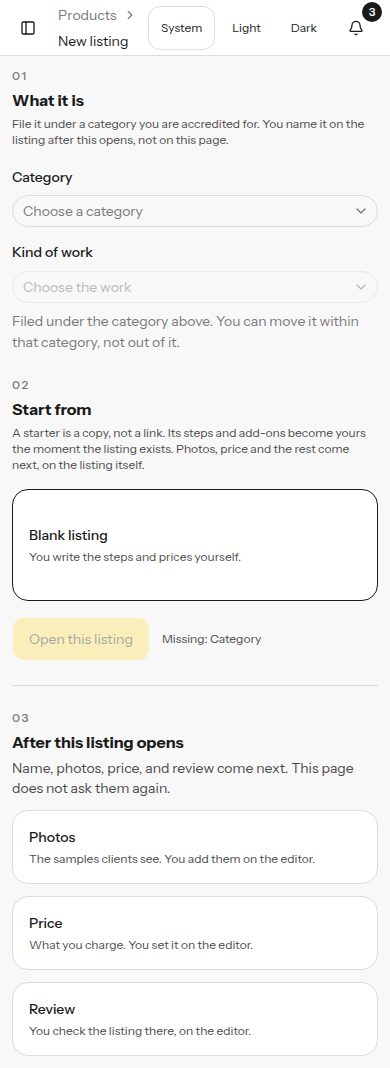 Products >
New listing
System
Light
Dark
3
01
What it is
File it under a category you are accredited for. You name it on the
listing after this opens, not on this page.
Category
Choose a category
Kind of work
Choose the work
Filed under the category above. You can move it within
that category, not out of it.
02
Start from
A starter is a copy, not a link. Its steps and add-ons become yours
the moment the listing exists. Photos, price and the rest come
next, on the listing itself.
Blank listing
You write the steps and prices yourself.
Open this listing
Missing: Category
03
After this listing opens
Name, photos, price, and review come next. This page
does not ask them again.
Photos
The samples clients see. You add them on the editor.
Price
What you charge. You set it on the editor.
Review
You check the listing there, on the editor.